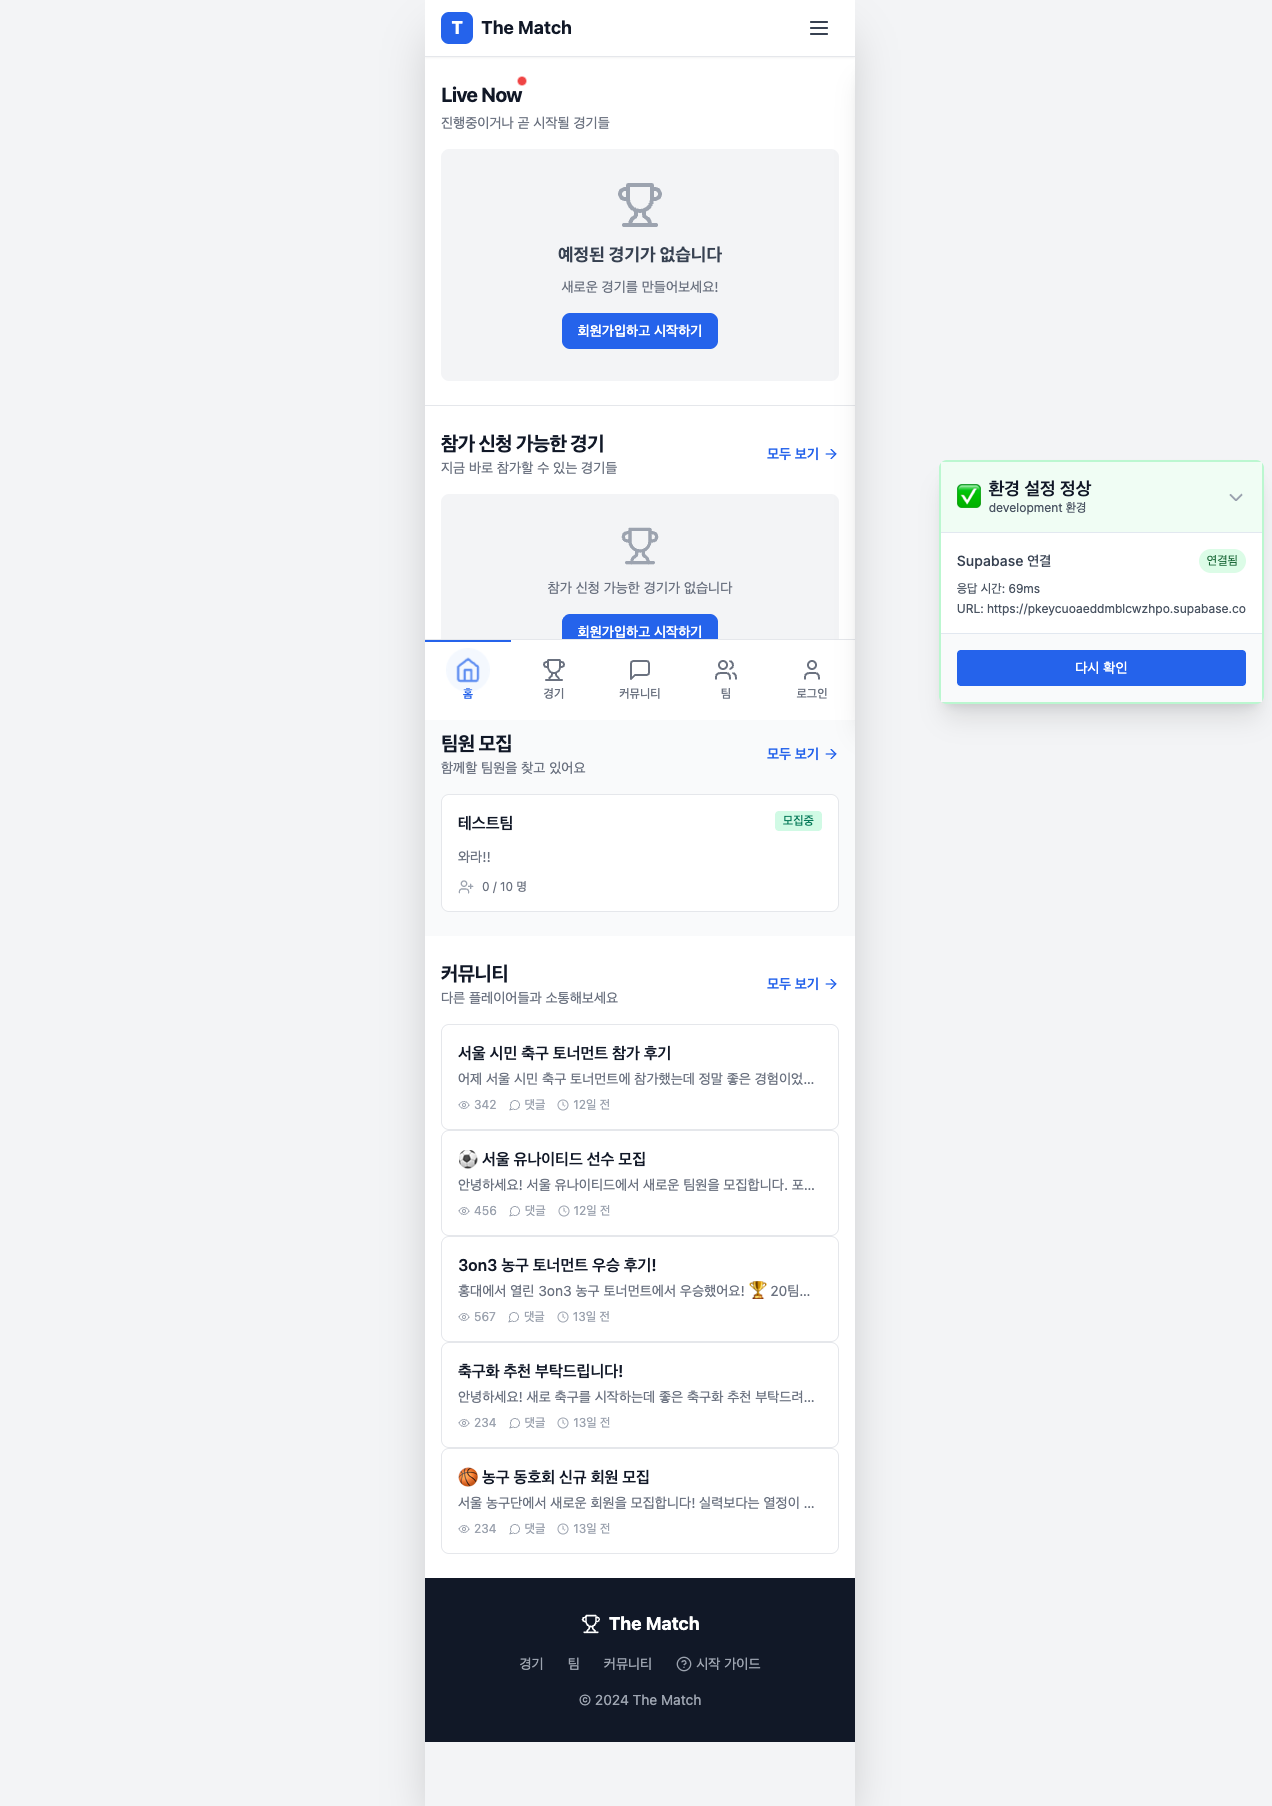 T The Match
Live Now
진행중이거나 곧 시작될 경기들
예정된 경기가 없습니다
새로운 경기를 만들어보세요!
회원가입하고 시작하기
참가 신청 가능한 경기
지금 바로 참가할 수 있는 경기들
모두 보기
참가 신청 가능한 경기가 없습니다
회원가입하고 시작하기
홈
경기
커뮤니티
팀
로그인
팀원 모집
함께할 팀원을 찾고 있어요
모두 보기
테스트팀
모집중
와라!!
0 / 10 명
커뮤니티
다른 플레이어들과 소통해보세요
모두 보기
서울 시민 축구 토너먼트 참가 후기
어제 서울 시민 축구 토너먼트에 참가했는데 정말 좋은 경험이었...
342 댓글 12일 전
⚽ 서울 유나이티드 선수 모집
안녕하세요! 서울 유나이티드에서 새로운 팀원을 모집합니다. 포...
456 댓글 12일 전
3on3 농구 토너먼트 우승 후기!
홍대에서 열린 3on3 농구 토너먼트에서 우승했어요! 🏆 20팀...
567 댓글 13일 전
축구화 추천 부탁드립니다!
안녕하세요! 새로 축구를 시작하는데 좋은 축구화 추천 부탁드려...
234 댓글 13일 전
🏀 농구 동호회 신규 회원 모집
서울 농구단에서 새로운 회원을 모집합니다! 실력보다는 열정이 ...
234 댓글 13일 전
The Match
경기 팀 커뮤니티 시작 가이드
© 2024 The Match
✅ 환경 설정 정상
development 환경
Supabase 연결
연결됨
응답 시간: 69ms
URL: https://pkeycuoaeddmblcwzhpo.supabase.co
다시 확인